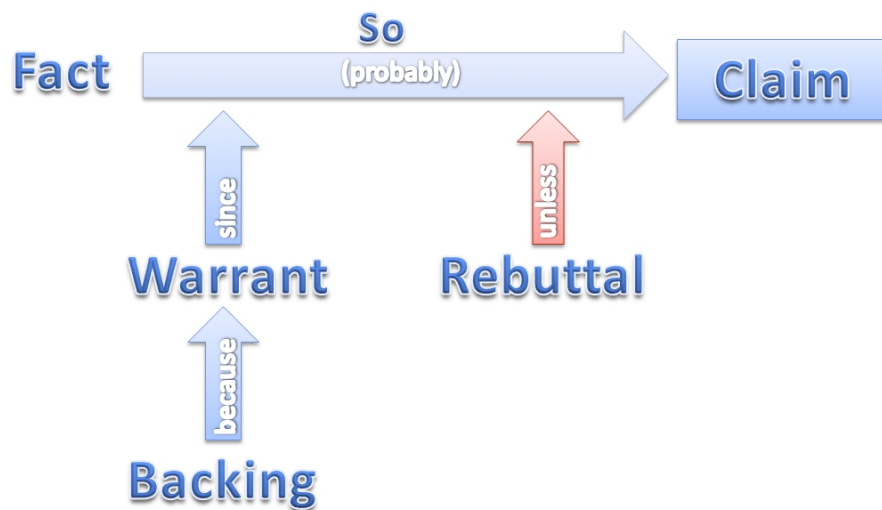 So
Fact
(probably)
Claim
since
unless
Warrant
Rebuttal
because
Backing